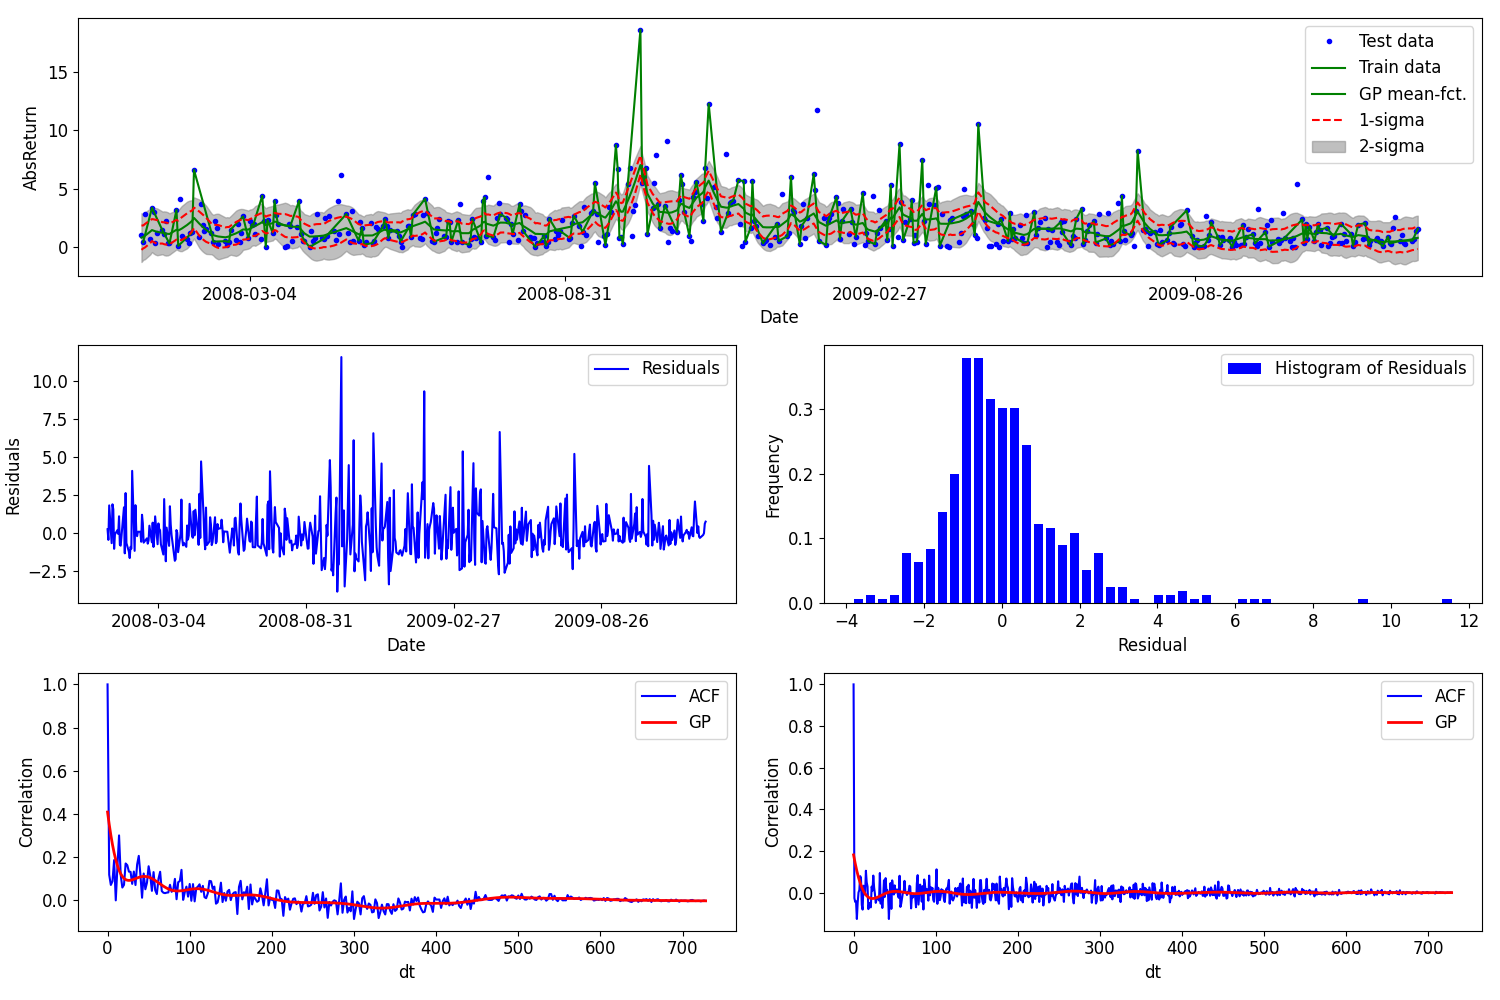 AbsReturn
15
10
5
0
Test data
Train data
GP mean-fct.
1-sigma
2-sigma
2008-03-04 2008-08-31 2009-02-27 2009-08-26
Date
Residuals
10.0
7.5
5.0
2.5
0.0
−2.5
Residuals
2008-03-04 2008-08-31 2009-02-27 2009-08-26
Date
Frequency
0.3
0.2
0.1
0.0
Histogram of Residuals
−4 −2 0 2 4 6 8 10 12
Residual
Correlation
1.0
0.8
0.6
0.4
0.2
0.0
ACF
GP
0 100 200 300 400 500 600 700
dt
Correlation
1.0
0.8
0.6
0.4
0.2
0.0
ACF
GP
0 100 200 300 400 500 600 700
dt